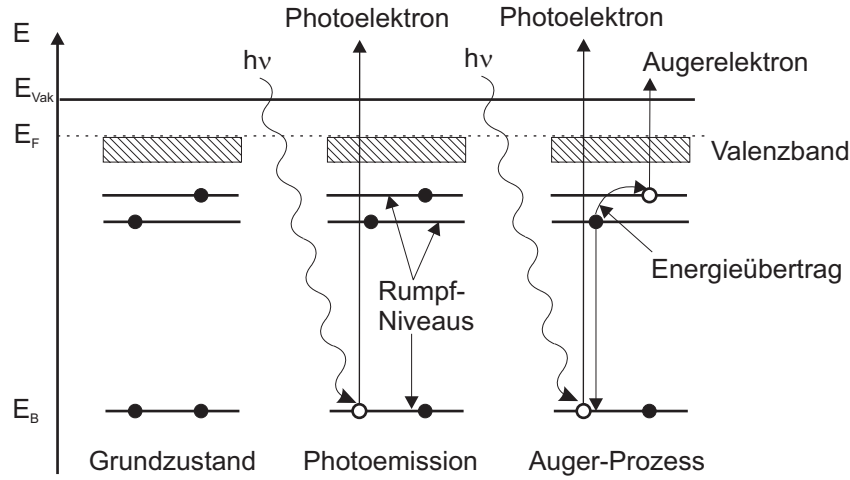 Photoelektron
Photoelektron
E
hν
hν
Augerelektron
E_Vak
E_F
Valenzband
Energieübertrag
Rumpf-
Niveaus
E_B
Grundzustand
Photoemission
Auger-Prozess